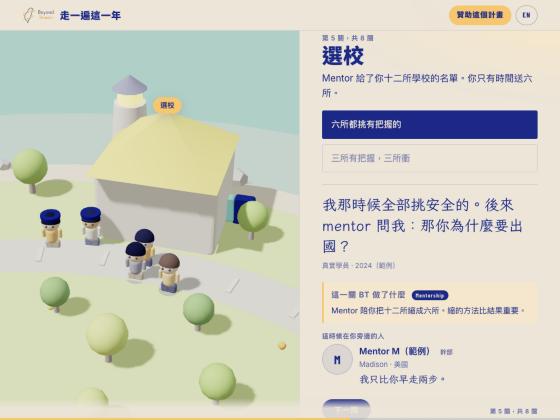 Beyond
走一遍這一年
贊助這個計畫
EN
選校
第 5 關，共 8 關
選校
Mentor 給了你十二所學校的名單。你只有時間送六
所。
六所都挑有把握的
三所有把握，三所衝
我那時候全部挑安全的。後來
mentor 問我：那你為什麼要出
國？
真實學員 · 2024（範例）
這一關 BT 做了什麼 Mentorship
Mentor 陪你把十二所縮成六所。縮的方法比結果重要。
這時候在你旁邊的人
M
Mentor M（範例） 幹部
Madison · 美國
我只比你早走兩步。
下一關
第 5 關，共 8 關